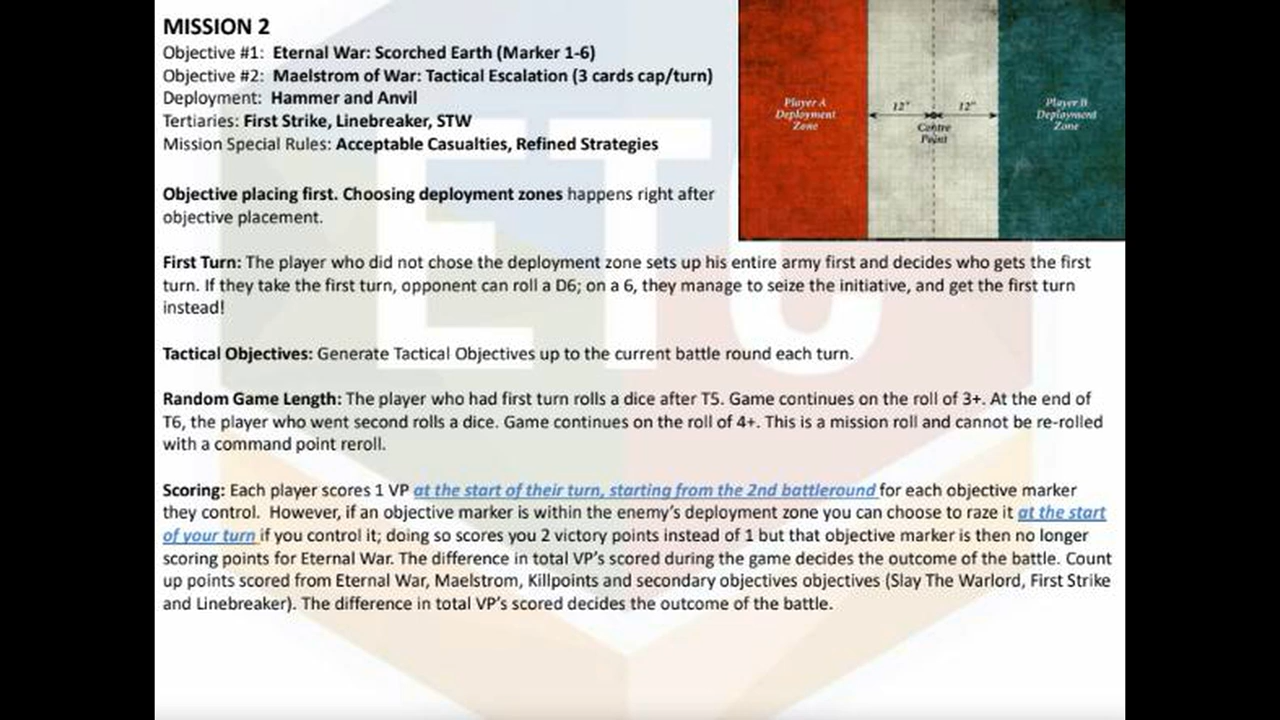 MISSION 2
Objective #1: Eternal War: Scorched Earth (Marker 1-6)
Objective #2: Maelstrom of War: Tactical Escalation (3 cards cap/turn)
Deployment: Hammer and Anvil
Tertiaries: First Strike, Linebreaker, STW
Mission Special Rules: Acceptable Casualties, Refined Strategies
Player A
Deployment
Zone
12"
12"
Centre
Point
Player B
Deployment
Zone
Objective placing first. Choosing deployment zones happens right after
objective placement.
First Turn: The player who did not chose the deployment zone sets up his entire army first and decides who gets the first
turn. If they take the first turn, opponent can roll a D6; on a 6, they manage to seize the initiative, and get the first turn
instead!
Tactical Objectives: Generate Tactical Objectives up to the current battle round each turn.
Random Game Length: The player who had first turn rolls a dice after T5. Game continues on the roll of 3+. At the end of
T6, the player who went second rolls a dice. Game continues on the roll of 4+. This is a mission roll and cannot be re-rolled
with a command point reroll.
Scoring: Each player scores 1 VP at the start of their turn, starting from the 2nd battleround for each objective marker
they control. However, if an objective marker is within the enemy's deployment zone you can choose to raze it at the start
of your turn if you control it; doing so scores you 2 victory points instead of 1 but that objective marker is then no longer
scoring points for Eternal War. The difference in total VP's scored during the game decides the outcome of the battle. Count
up points scored from Eternal War, Maelstrom, Killpoints and secondary objectives objectives (Slay The Warlord, First Strike
and Linebreaker). The difference in total VP's scored decides the outcome of the battle.
ETC